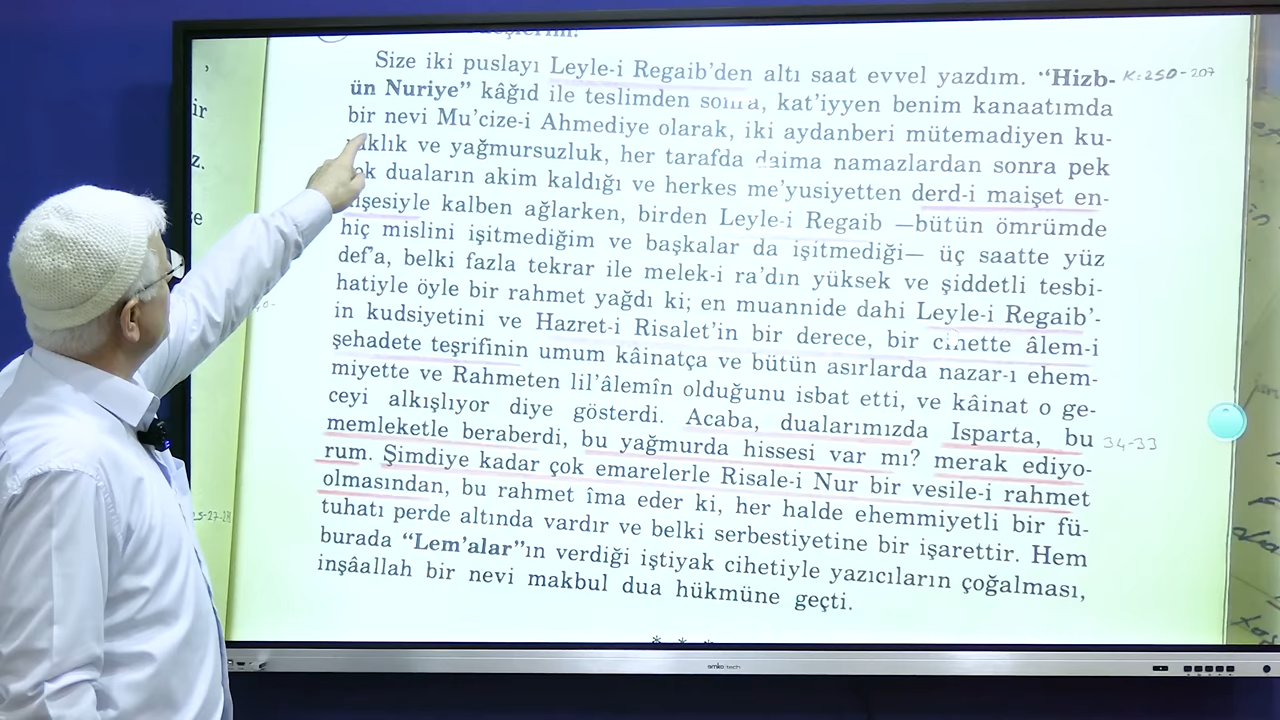 Size iki puslayı Leyle-i Regaib'den altı saat evvel yazdım. “Hizb- K:250-207
ün Nuriye” kâğıd ile teslimden sonra, kat'iyyen benim kanaatımda
bir nevi Mu'cize-i Ahmediye olarak, iki aydanberi mütemadiyen ku-
ve yağmursuzluk, her tarafda daima namazlardan sonra pek
duaların akim kaldığı ve herkes me'yusiyetten derd-i maişet en-
kalben ağlarken, birden Leyle-i Regaib —bütün ömrümde
hiç mislini işitmediğim ve başkalar da işitmediği— üç saatte yüz
def'a, belki fazla tekrar ile melek-i ra'dın yüksek ve şiddetli tesbi-
hatiyle öyle bir rahmet yağdı ki; en muannide dahi Leyle-i Regaib'-
in kudsiyetini ve Hazret-i Risalet'in bir derece, bir cihette âlem-i
şehadete teşrifinin umum kâinatça ve bütün asırlarda nazar-ı ehem-
miyette ve Rahmeten lil'âlemîn olduğunu isbat etti, ve kâinat o ge-
ceyi alkışlıyor diye gösterdi. Acaba, dualarımızda Isparta, bu 34-33
memleketle beraberdi, bu yağmurda hissesi var mı? merak ediyo-
rum. Şimdiye kadar çok emarelerle Risale-i Nur bir vesile-i rahmet
olmasından, bu rahmet îma eder ki, her halde ehemmiyetli bir fü-
tuhatı perde altında vardır ve belki serbestiyetine bir işarettir. Hem
burada “Lem'alar”ın verdiği iştiyak cihetiyle yazıcıların çoğalması,
inşâallah bir nevi makbul dua hükmüne geçti.
* * *